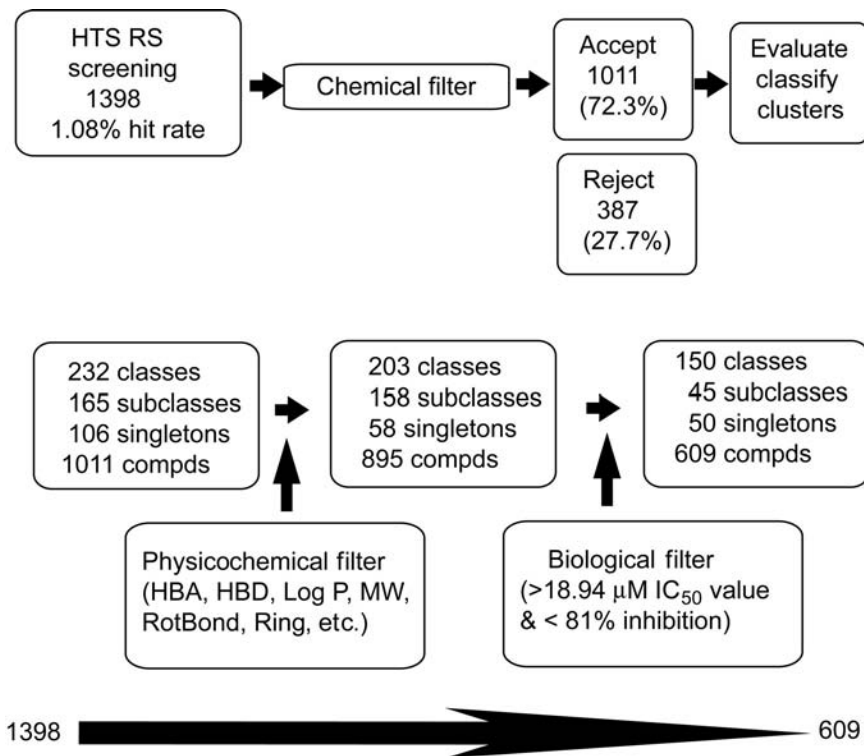 HTS RS
screening
1398
1.08% hit rate
Chemical filter
Accept
1011
(72.3%)
Evaluate
classify
clusters
Reject
387
(27.7%)
232 classes
165 subclasses
106 singletons
1011 compds
203 classes
158 subclasses
58 singletons
895 compds
150 classes
45 subclasses
50 singletons
609 compds
Physicochemical filter
(HBA, HBD, Log P, MW,
RotBond, Ring, etc.)
Biological filter
(>18.94 μM IC₅₀ value
& < 81% inhibition)
1398
609